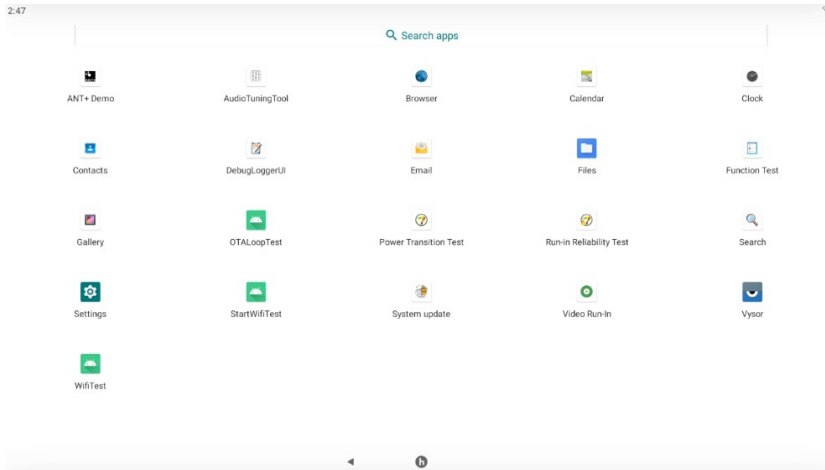 2:47
Search apps
ANT+ Demo
AudioTuningTool
Browser
Calendar
Clock
Contacts
DebugLoggerUI
Email
Files
Function Test
Gallery
OTALoopTest
Power Transition Test
Run-in Reliability Test
Search
Settings
StartWifiTest
System update
Video Run-In
Vysor
WifiTest
h